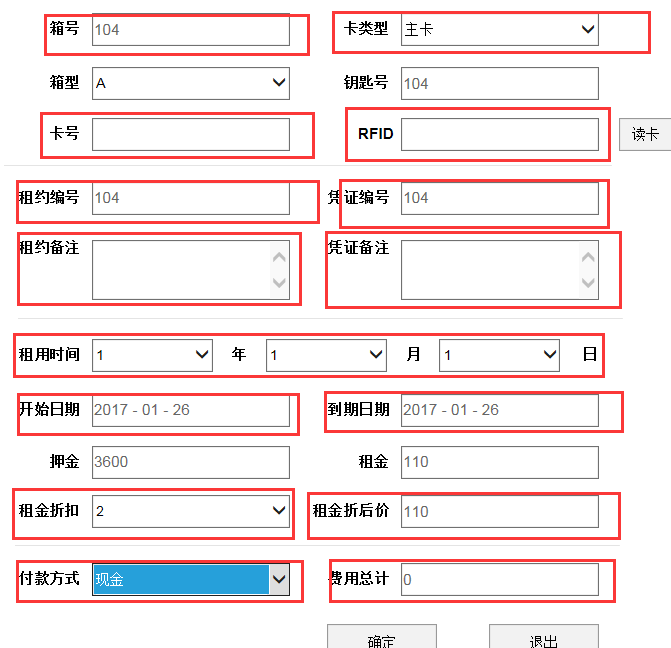 箱号 104 卡类型 主卡
箱型 A 钥匙号 104
卡号 RFID 读卡
租约编号 104 凭证编号 104
租约备注 凭证备注
租用时间 1 年 1 月 1 日
开始日期 2017 - 01 - 26 到期日期 2017 - 01 - 26
押金 3600 租金 110
租金折扣 2 租金折后价 110
付款方式 现金 费用总计 0
确定 退出